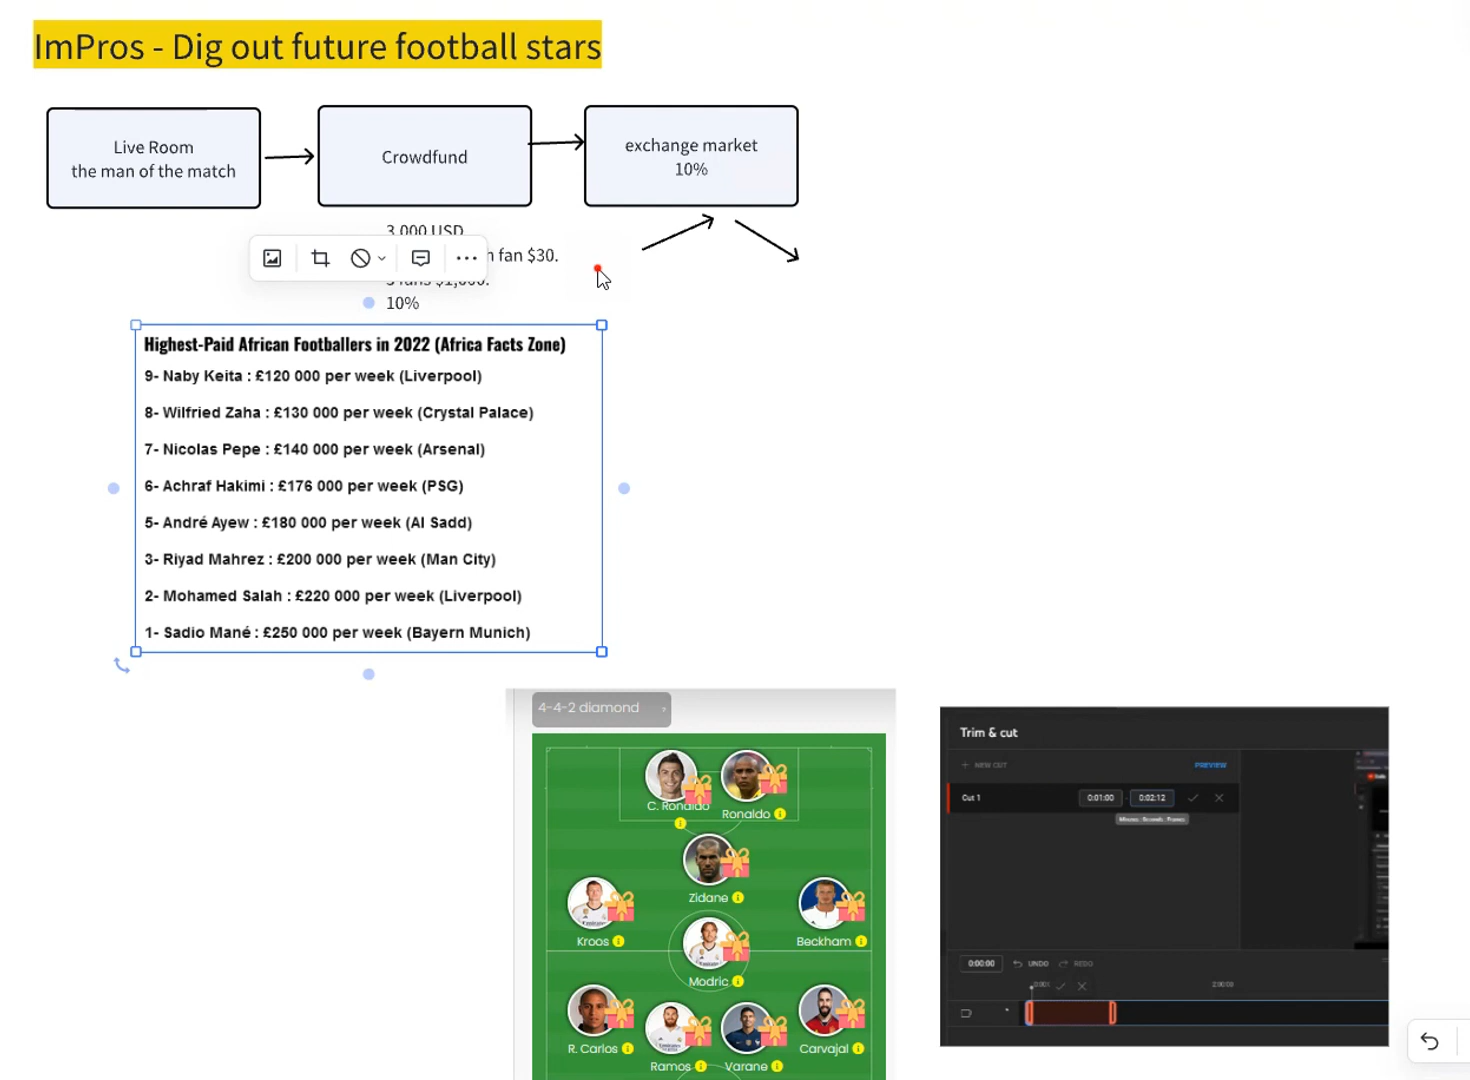 ImPros - Dig out future football stars
Live Room
the man of the match
Crowdfund
exchange market
10%
3,000 USD
fan $30.
10%
Highest-Paid African Footballers in 2022 (Africa Facts Zone)
9- Naby Keita : £120 000 per week (Liverpool)
8- Wilfried Zaha : £130 000 per week (Crystal Palace)
7- Nicolas Pepe : £140 000 per week (Arsenal)
6- Achraf Hakimi : £176 000 per week (PSG)
5- André Ayew : £180 000 per week (Al Sadd)
3- Riyad Mahrez : £200 000 per week (Man City)
2- Mohamed Salah : £220 000 per week (Liverpool)
1- Sadio Mané : £250 000 per week (Bayern Munich)
4-4-2 diamond
C. Ronaldo
Ronaldo
Zidane
Kroos
Beckham
Modric
R. Carlos
Carvajal
Ramos
Varane
Trim & cut
+ NEW CUT
PREVIEW
Cut 1
0:01:00
0:02:12
0:00:00
UNDO
REDO